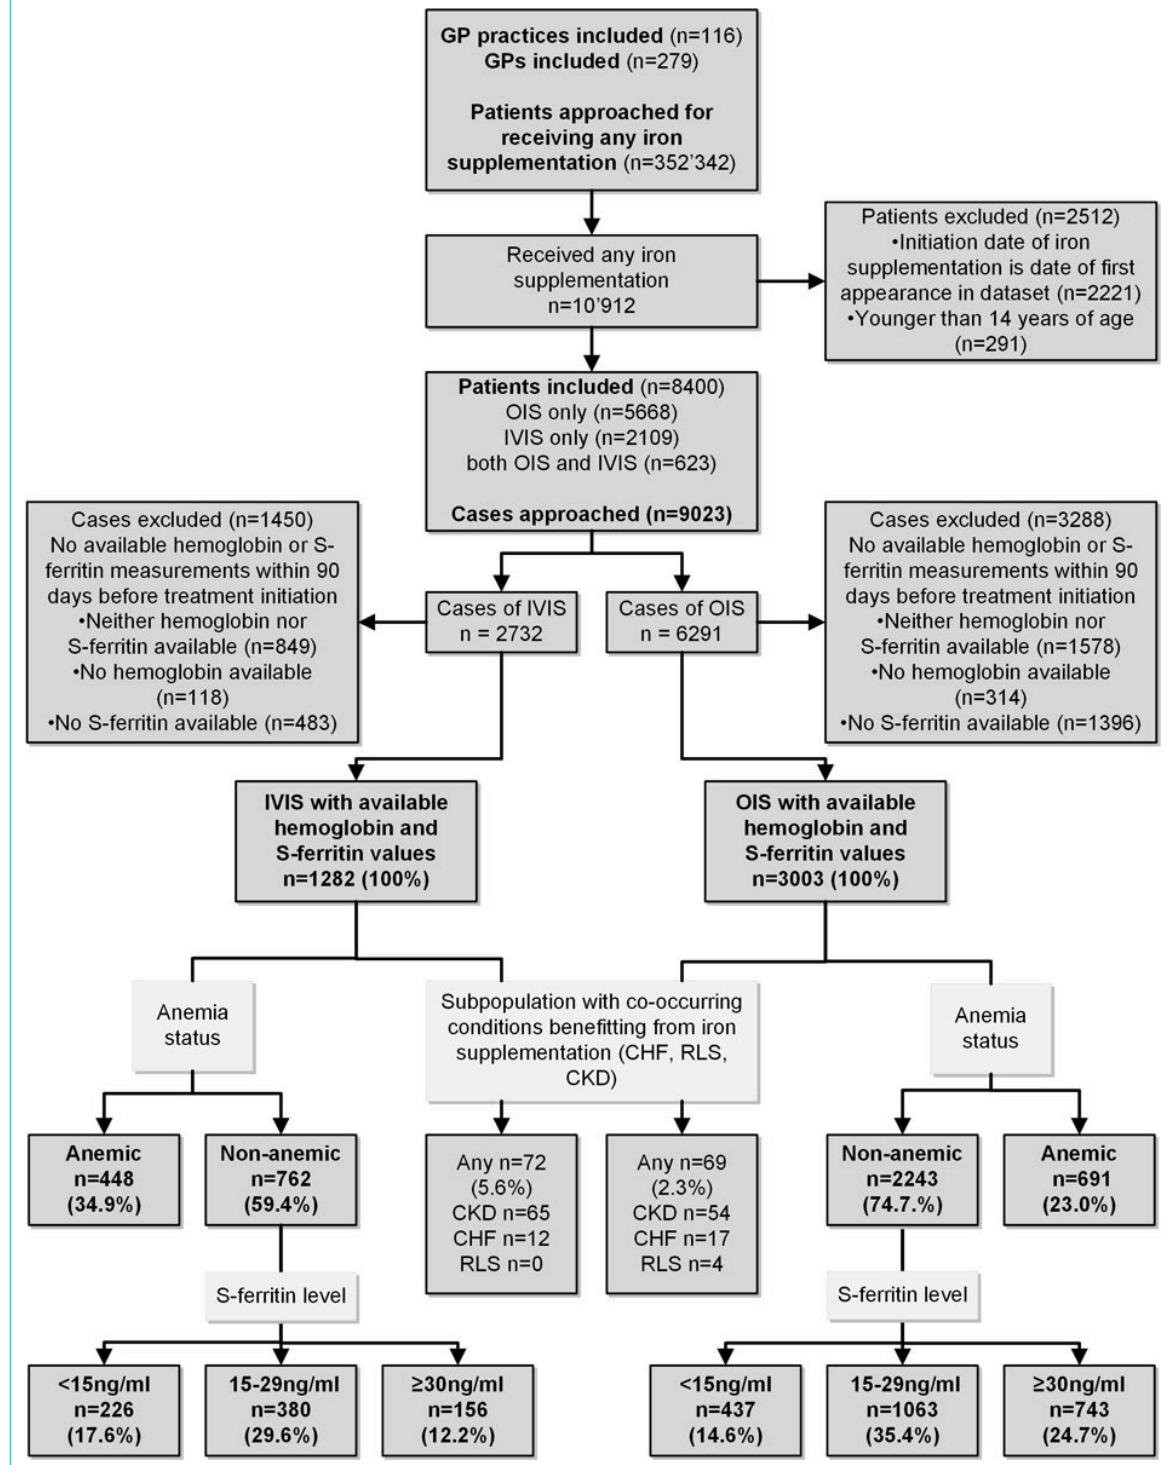 GP practices included (n=116)
GPs included (n=279)
Patients approached for
receiving any iron
supplementation (n=352'342)
Received any iron
supplementation
n=10'912
Patients excluded (n=2512)
•Initiation date of iron
supplementation is date of first
appearance in dataset (n=2221)
•Younger than 14 years of age
(n=291)
Patients included (n=8400)
OIS only (n=5668)
IVIS only (n=2109)
both OIS and IVIS (n=623)
Cases approached (n=9023)
Cases excluded (n=1450)
No available hemoglobin or S-
ferritin measurements within 90
days before treatment initiation
•Neither hemoglobin nor
S-ferritin available (n=849)
•No hemoglobin available
(n=118)
•No S-ferritin available (n=483)
Cases of IVIS
n = 2732
Cases of OIS
n = 6291
Cases excluded (n=3288)
No available hemoglobin or S-
ferritin measurements within 90
days before treatment initiation
•Neither hemoglobin nor
S-ferritin available (n=1578)
•No hemoglobin available
(n=314)
•No S-ferritin available (n=1396)
IVIS with available
hemoglobin and
S-ferritin values
n=1282 (100%)
OIS with available
hemoglobin and
S-ferritin values
n=3003 (100%)
Anemia
status
Subpopulation with co-occurring
conditions benefitting from iron
supplementation (CHF, RLS,
CKD)
Anemia
status
Anemic
n=448
(34.9%)
Non-anemic
n=762
(59.4%)
Any n=72
(5.6%)
CKD n=65
CHF n=12
RLS n=0
Any n=69
(2.3%)
CKD n=54
CHF n=17
RLS n=4
Non-anemic
n=2243
(74.7.%)
Anemic
n=691
(23.0%)
S-ferritin level
S-ferritin level
<15ng/ml
n=226
(17.6%)
15-29ng/ml
n=380
(29.6%)
≥30ng/ml
n=156
(12.2%)
<15ng/ml
n=437
(14.6%)
15-29ng/ml
n=1063
(35.4%)
≥30ng/ml
n=743
(24.7%)